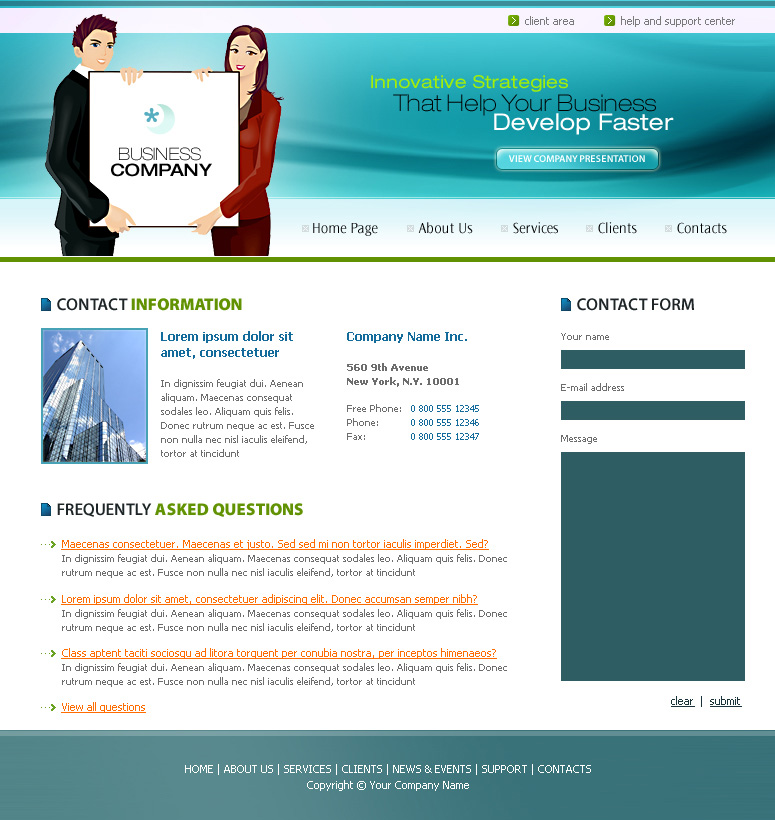 client area
help and support center
Innovative Strategies
That Help Your Business
Develop Faster
VIEW COMPANY PRESENTATION
*
BUSINESS
COMPANY
Home Page
About Us
Services
Clients
Contacts
CONTACT INFORMATION
Lorem ipsum dolor sit
amet, consectetuer
In dignissim feugiat dui. Aenean
aliquam. Maecenas consequat
sodales leo. Aliquam quis felis.
Donec rutrum neque ac est. Fusce
non nulla nec nisl iaculis eleifend,
tortor at tincidunt
Company Name Inc.
560 9th Avenue
New York, N.Y. 10001
Free Phone: 0 800 555 12345
Phone: 0 800 555 12346
Fax: 0 800 555 12347
FREQUENTLY ASKED QUESTIONS
Maecenas consectetuer. Maecenas et justo. Sed sed mi non tortor iaculis imperdiet. Sed?
In dignissim feugiat dui. Aenean aliquam. Maecenas consequat sodales leo. Aliquam quis felis. Donec
rutrum neque ac est. Fusce non nulla nec nisl iaculis eleifend, tortor at tincidunt
Lorem ipsum dolor sit amet, consectetuer adipiscing elit. Donec accumsan semper nibh?
In dignissim feugiat dui. Aenean aliquam. Maecenas consequat sodales leo. Aliquam quis felis. Donec
rutrum neque ac est. Fusce non nulla nec nisl iaculis eleifend, tortor at tincidunt
Class aptent taciti sociosqu ad litora torquent per conubia nostra, per inceptos himenaeos?
In dignissim feugiat dui. Aenean aliquam. Maecenas consequat sodales leo. Aliquam quis felis. Donec
rutrum neque ac est. Fusce non nulla nec nisl iaculis eleifend, tortor at tincidunt
View all questions
CONTACT FORM
Your name
E-mail address
Message
clear | submit
HOME | ABOUT US | SERVICES | CLIENTS | NEWS & EVENTS | SUPPORT | CONTACTS
Copyright © Your Company Name